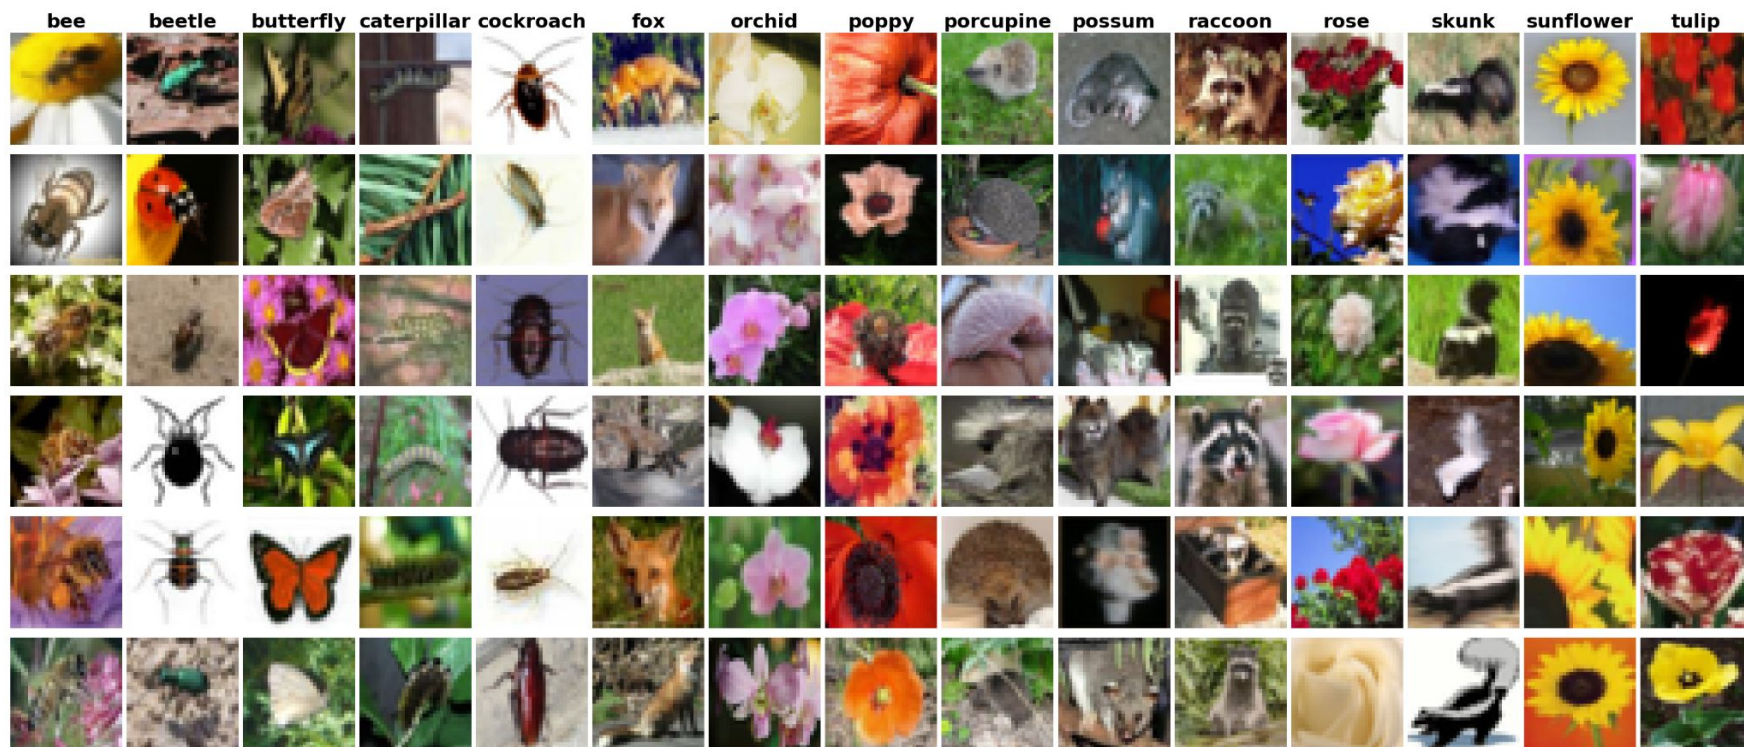 bee beetle butterfly caterpillar cockroach fox orchid poppy porcupine possum raccoon rose skunk sunflower tulip